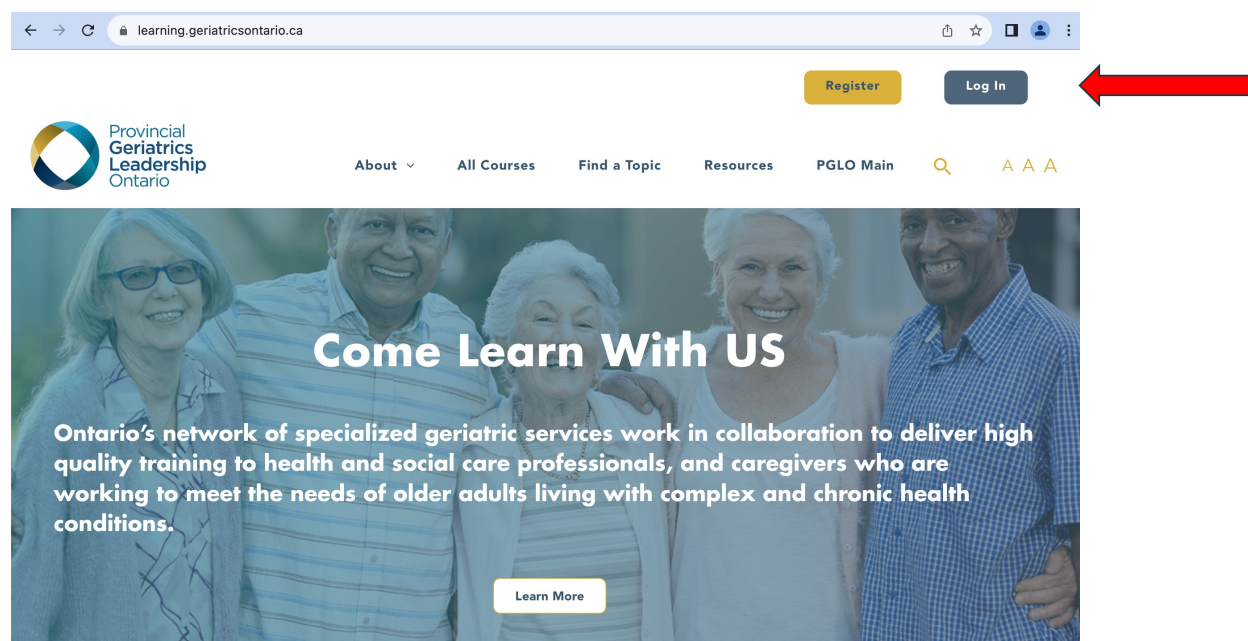 learning.geriatricsontario.ca
Register
Log In
Provincial
Geriatrics
Leadership
Ontario
About
All Courses
Find a Topic
Resources
PGLO Main
A A A
Come Learn With US
Ontario's network of specialized geriatric services work in collaboration to deliver high
quality training to health and social care professionals, and caregivers who are
working to meet the needs of older adults living with complex and chronic health
conditions.
Learn More